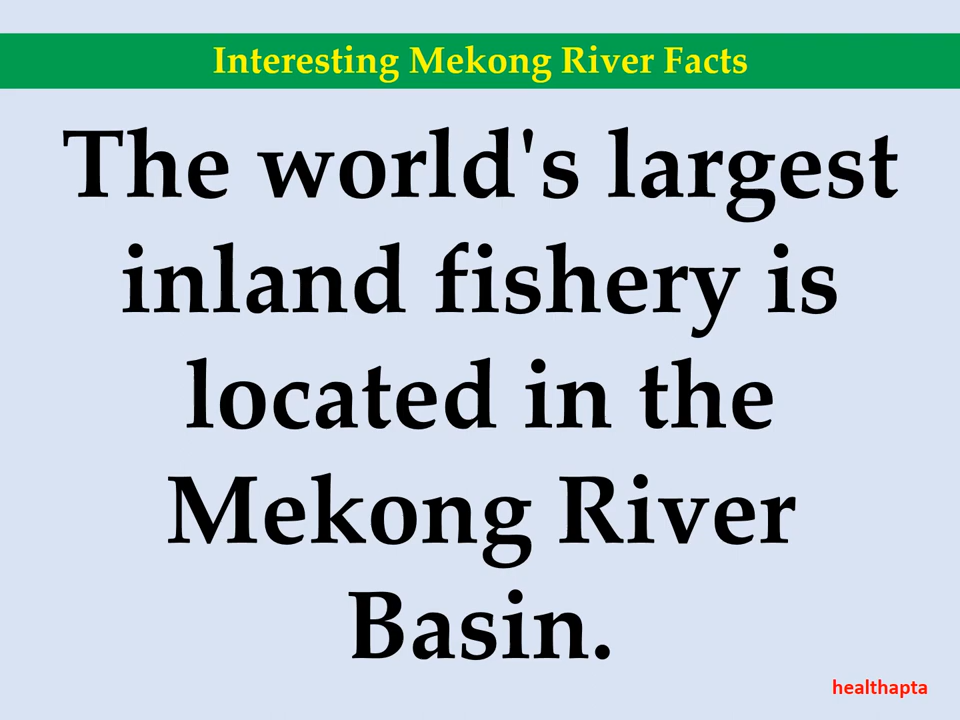 Interesting Mekong River Facts
The world's largest
inland fishery is
located in the
Mekong River
Basin.
healthapta